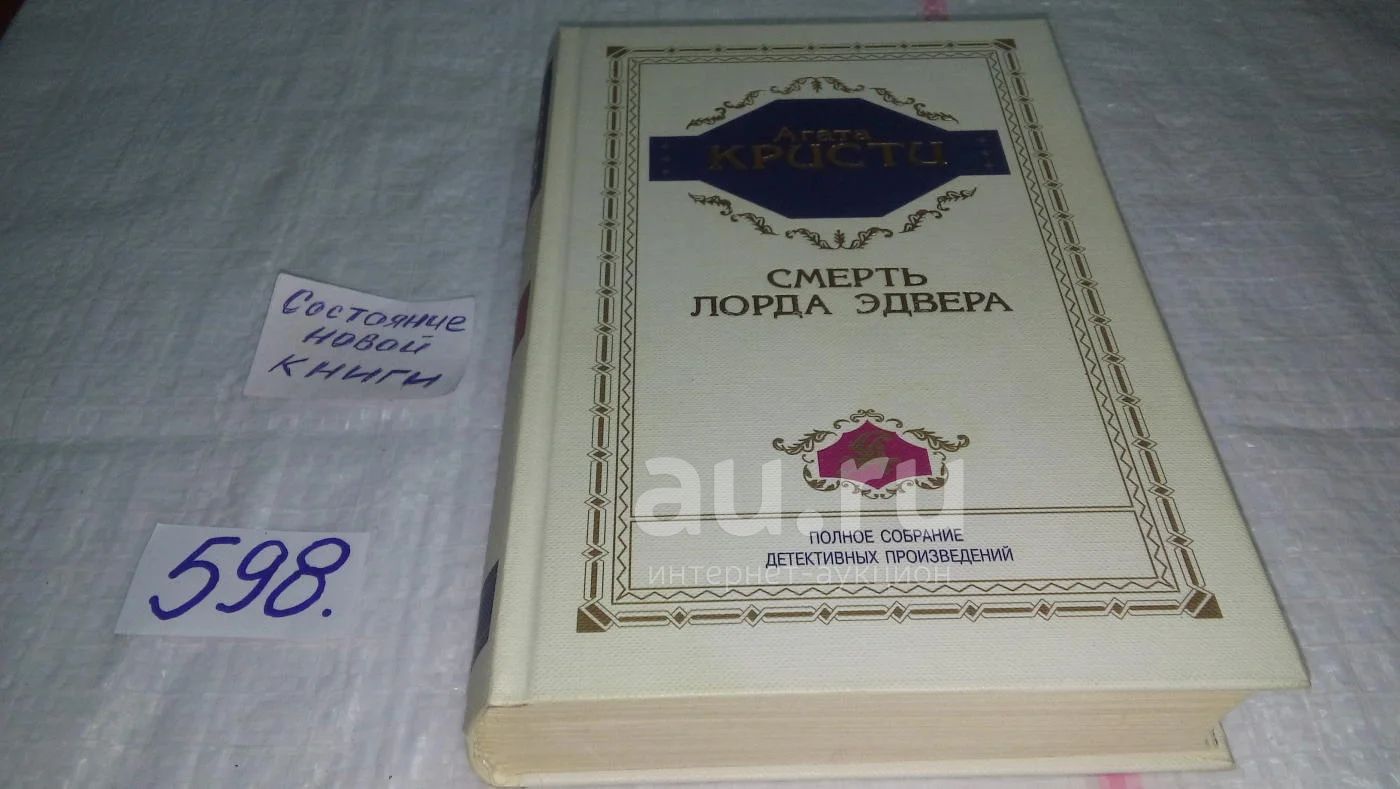 Агата
КРИСТИ
СМЕРТЬ
ЛОРДА ЭДВЕРА
ПОЛНОЕ СОБРАНИЕ
ДЕТЕКТИВНЫХ ПРОИЗВЕДЕНИЙ
Состояние
новой
книги
598.
au.ru
интернет-аукцион